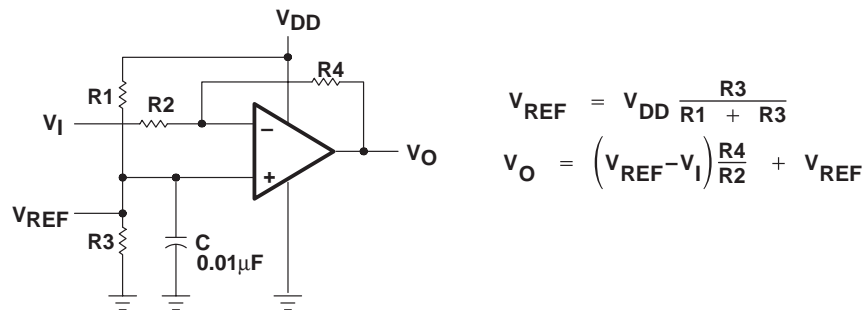 VDD
R4
R1
R2
VI
−
+
VO
VREF
R3
C
0.01μF
VREF = VDD R3 / R1 + R3
VO = (VREF−VI) R4 / R2 + VREF